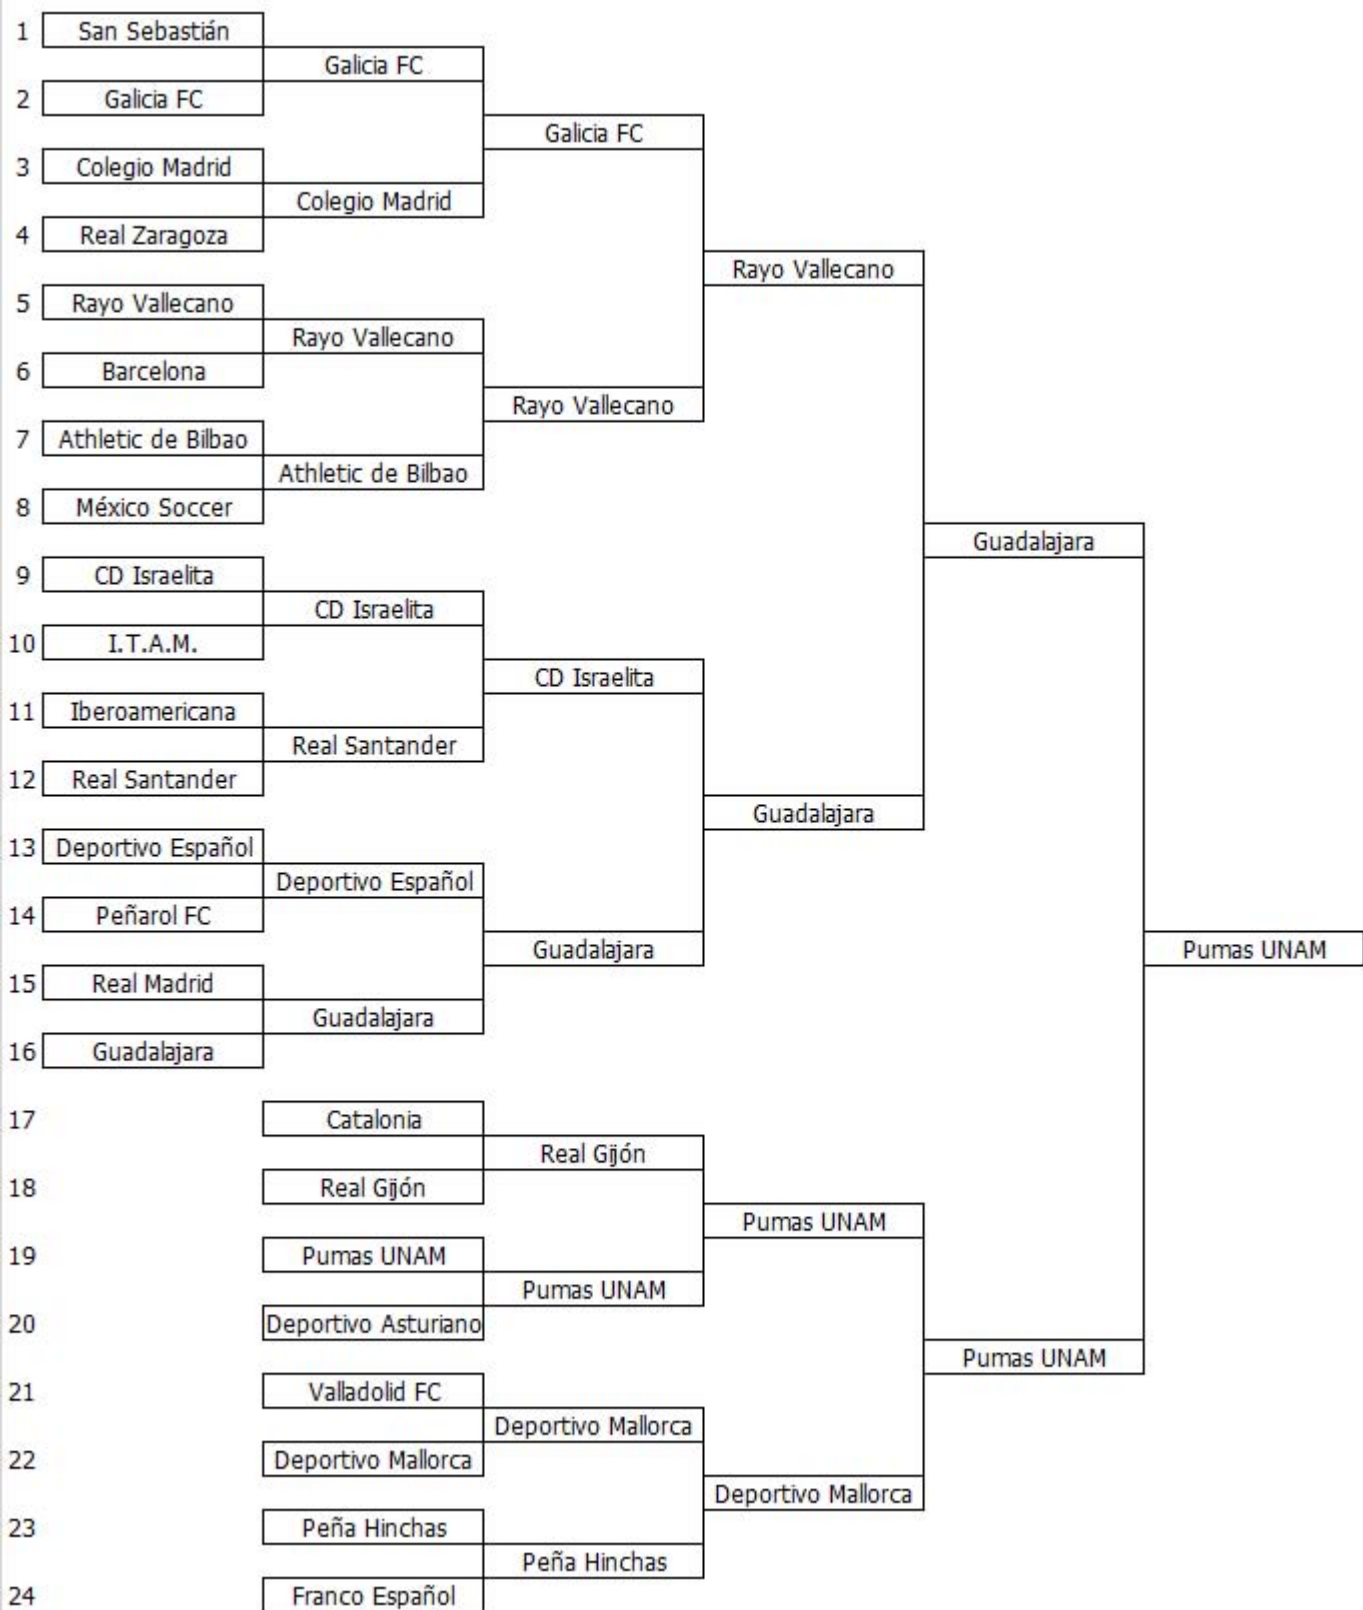 1 San Sebastián
Galicia FC
2 Galicia FC
Galicia FC
3 Colegio Madrid
Colegio Madrid
4 Real Zaragoza
Rayo Vallecano
5 Rayo Vallecano
Rayo Vallecano
6 Barcelona
Rayo Vallecano
7 Athletic de Bilbao
Athletic de Bilbao
8 México Soccer
Guadalajara
9 CD Israelita
CD Israelita
10 I.T.A.M.
CD Israelita
11 Iberoamericana
Real Santander
12 Real Santander
Guadalajara
13 Deportivo Español
Deportivo Español
14 Peñarol FC
Guadalajara
Pumas UNAM
15 Real Madrid
Guadalajara
16 Guadalajara
17 Catalonia
Real Gijón
18 Real Gijón
Pumas UNAM
19 Pumas UNAM
Pumas UNAM
20 Deportivo Asturiano
Pumas UNAM
21 Valladolid FC
Deportivo Mallorca
22 Deportivo Mallorca
Deportivo Mallorca
23 Peña Hinchas
Peña Hinchas
24 Franco Español